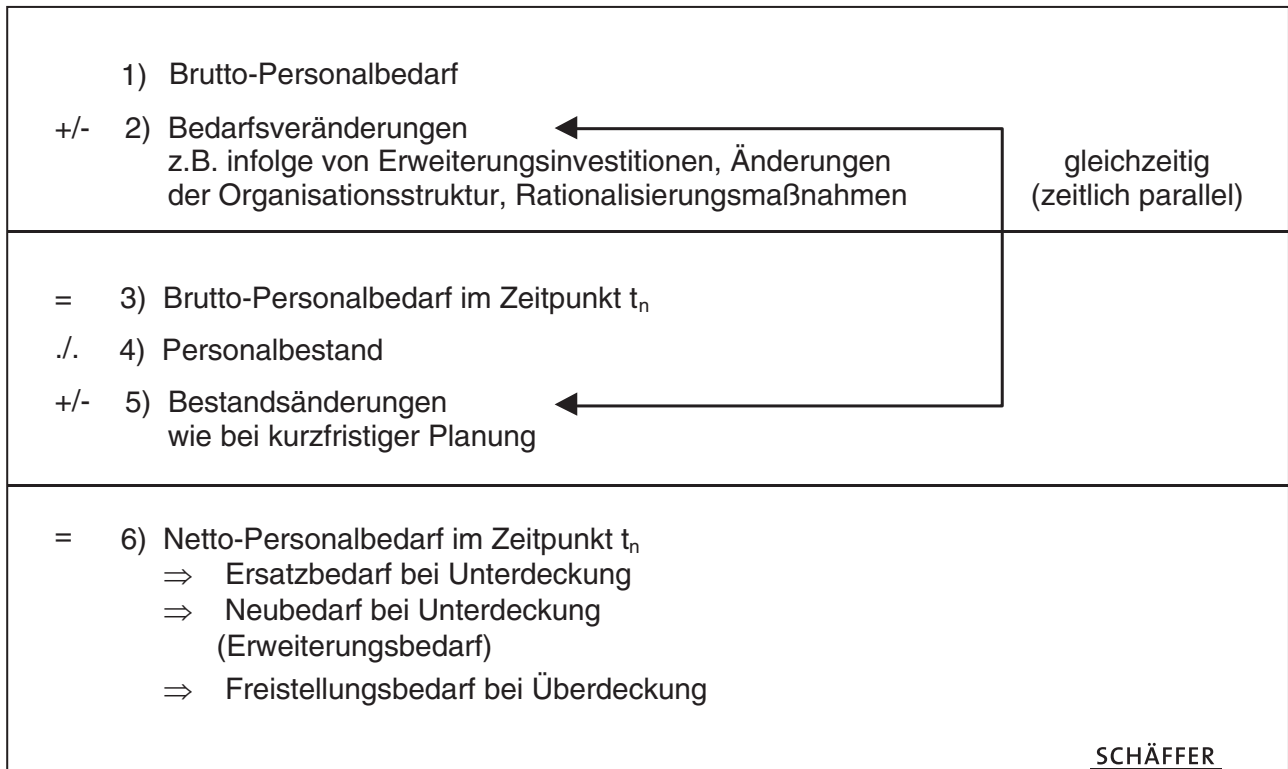 1) Brutto-Personalbedarf
+/- 2) Bedarfsveränderungen
z.B. infolge von Erweiterungsinvestitionen, Änderungen
der Organisationsstruktur, Rationalisierungsmaßnahmen
gleichzeitig
(zeitlich parallel)
= 3) Brutto-Personalbedarf im Zeitpunkt tn
./. 4) Personalbestand
+/- 5) Bestandsänderungen
wie bei kurzfristiger Planung
= 6) Netto-Personalbedarf im Zeitpunkt tn
⇒ Ersatzbedarf bei Unterdeckung
⇒ Neubedarf bei Unterdeckung
(Erweiterungsbedarf)
⇒ Freistellungsbedarf bei Überdeckung
SCHÄFFER